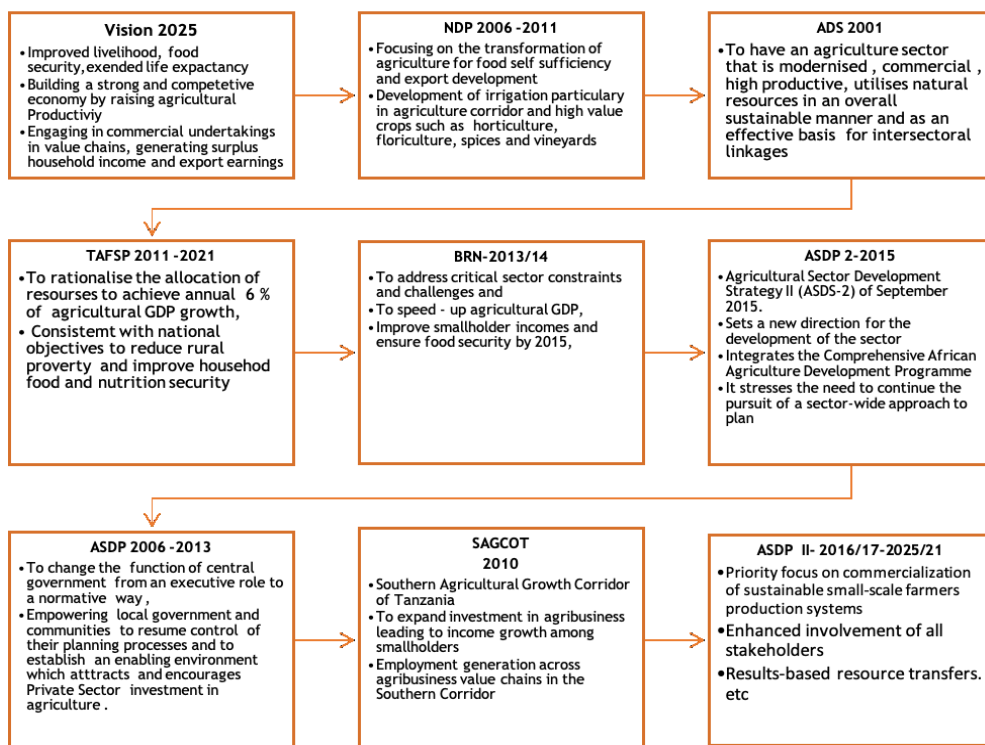 Vision 2025
•Improved livelihood, food
security,exended life expactancy
•Building a strong and competetive
economy by raising agricultural
Productiviy
•Engaging in commercial undertakings
in value chains, generating surplus
household income and export earnings
NDP 2006 -2011
•Focusing on the transformation of
agriculture for food self sufficiency
and export development
•Development of irrigation particulary
in agriculture corridor and high value
crops such as horticulture,
floriculture, spices and vineyards
ADS 2001
•To have an agriculture sector
that is modernised , commercial ,
high productive, utilises natural
resources in an overall
sustainable manner and as an
effective basis for intersectoral
linkages
TAFSP 2011 -2021
•To rationalise the allocation of
resourses to achieve annual 6 %
of agricultural GDP growth,
• Consistemt with national
objectives to reduce rural
proverty and improve househod
food and nutrition security
BRN-2013/14
•To address critical sector constraints
and challenges and
•To speed - up agricultural GDP,
•Improve smallholder incomes and
ensure food security by 2015,
ASDP 2-2015
•Agricultural Sector Development
Strategy II (ASDS-2) of September
2015.
•Sets a new direction for the
development of the sector
•Integrates the Comprehensive African
Agriculture Development Programme
•It stresses the need to continue the
pursuit of a sector-wide approach to
plan
ASDP 2006 -2013
•To change the function of central
government from an executive role to
a normative way ,
•Empowering local government and
communities to resume control of
their planning processes and to
establish an enabling environment
which atttracts and encourages
Private Sector investment in
agriculture .
SAGCOT
2010
•Southern Agricultural Growth Corridor
of Tanzania
•To expand investment in agribusiness
leading to income growth among
smallholders
•Employment generation across
agribusiness value chains in the
Southern Corridor
ASDP II- 2016/17-2025/21
•Priority focus on commercialization
of sustainable small-scale farmers
production systems
•Enhanced involvement of all
stakeholders
•Results-based resource transfers.
etc